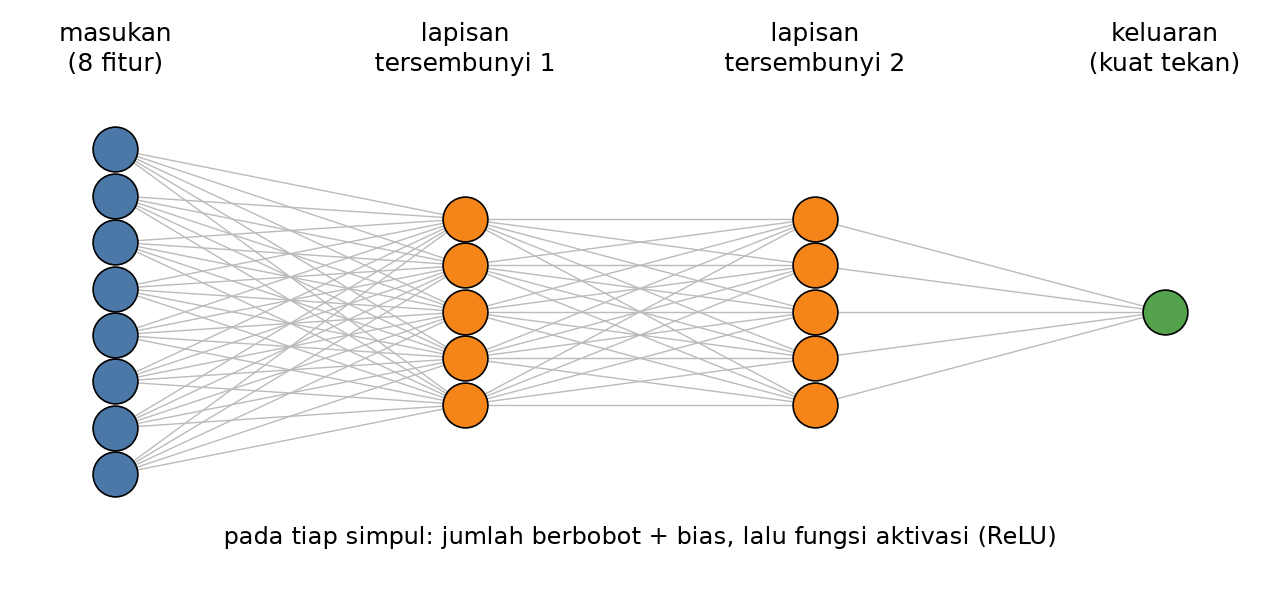 masukan
(8 fitur)
lapisan
tersembunyi 1
lapisan
tersembunyi 2
keluaran
(kuat tekan)
pada tiap simpul: jumlah berbobot + bias, lalu fungsi aktivasi (ReLU)